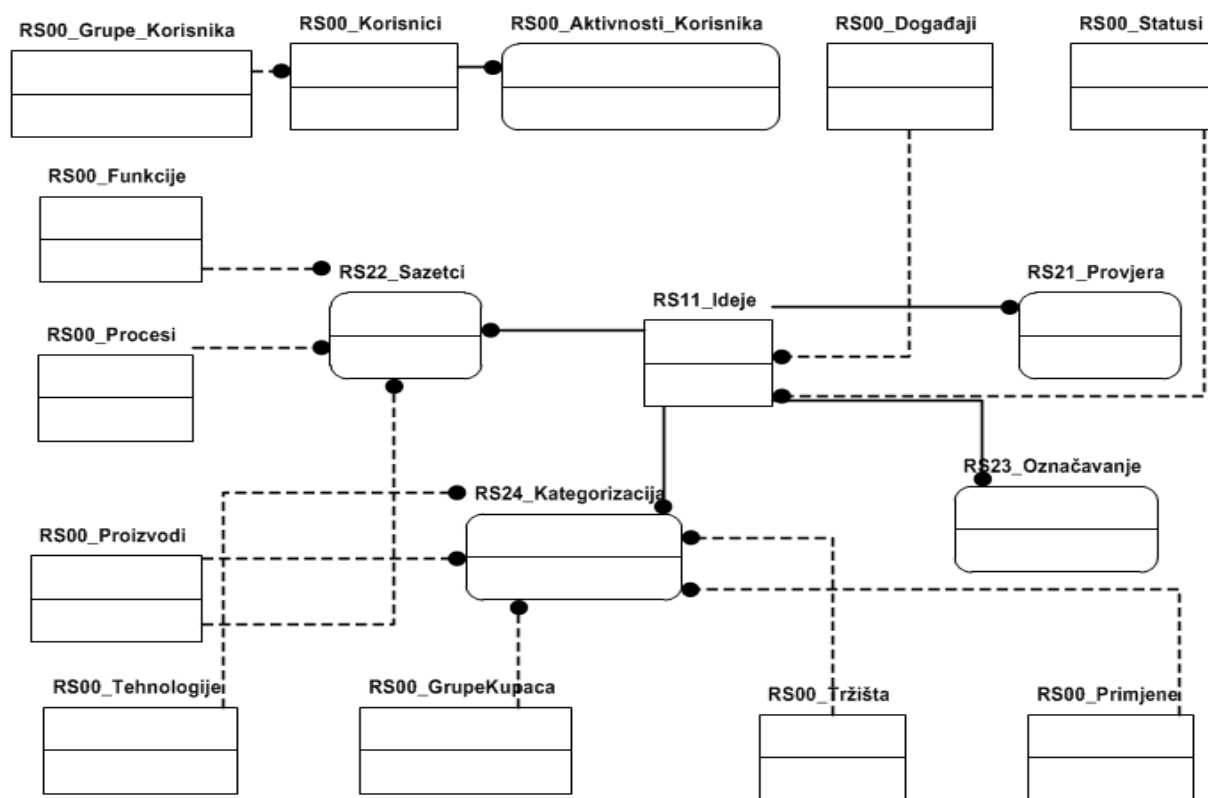 RS00_Grupe_Korisnika
RS00_Korisnici
RS00_Aktivnosti_Korisnika
RS00_Događaji
RS00_Statusi
RS00_Funkcije
RS22_Sazetci
RS11_Ideje
RS21_Provjera
RS00_Procesi
RS24_Kategorizacija
RS23_Označavanje
RS00_Proizvodi
RS00_Tehnologije
RS00_GrupeKupaca
RS00_Tržišta
RS00_Primjene